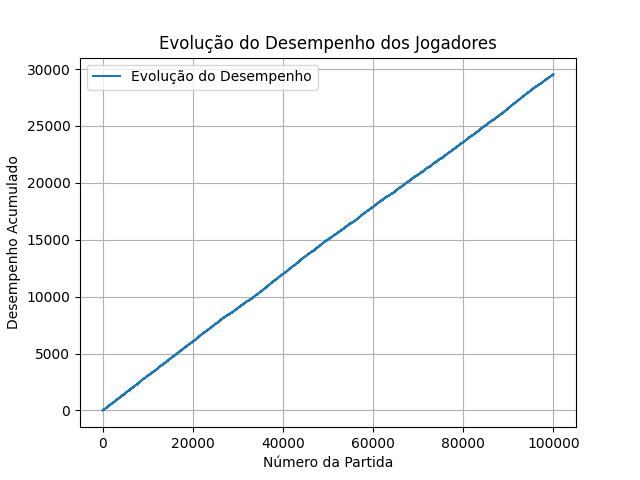 Evolução do Desempenho dos Jogadores
Evolução do Desempenho
Desempenho Acumulado
30000
25000
20000
15000
10000
5000
0
0 20000 40000 60000 80000 100000
Número da Partida